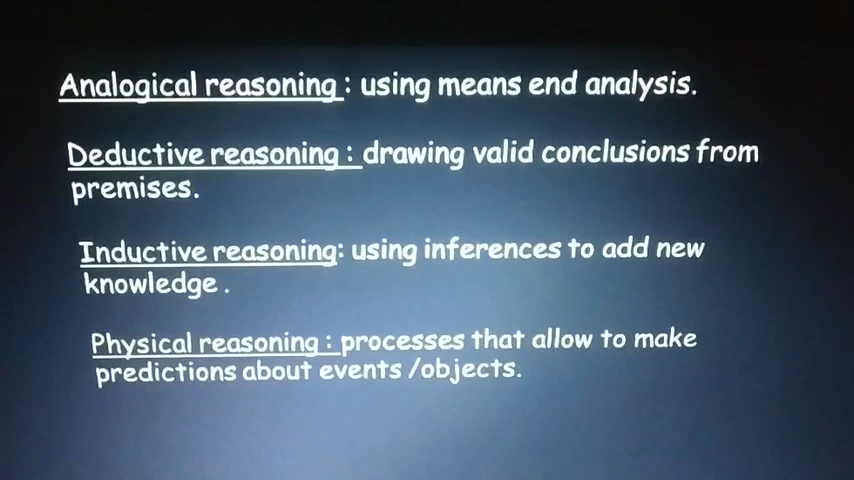 Analogical reasoning : using means end analysis.
Deductive reasoning : drawing valid conclusions from
premises.
Inductive reasoning: using inferences to add new
knowledge .
Physical reasoning : processes that allow to make
predictions about events /objects.